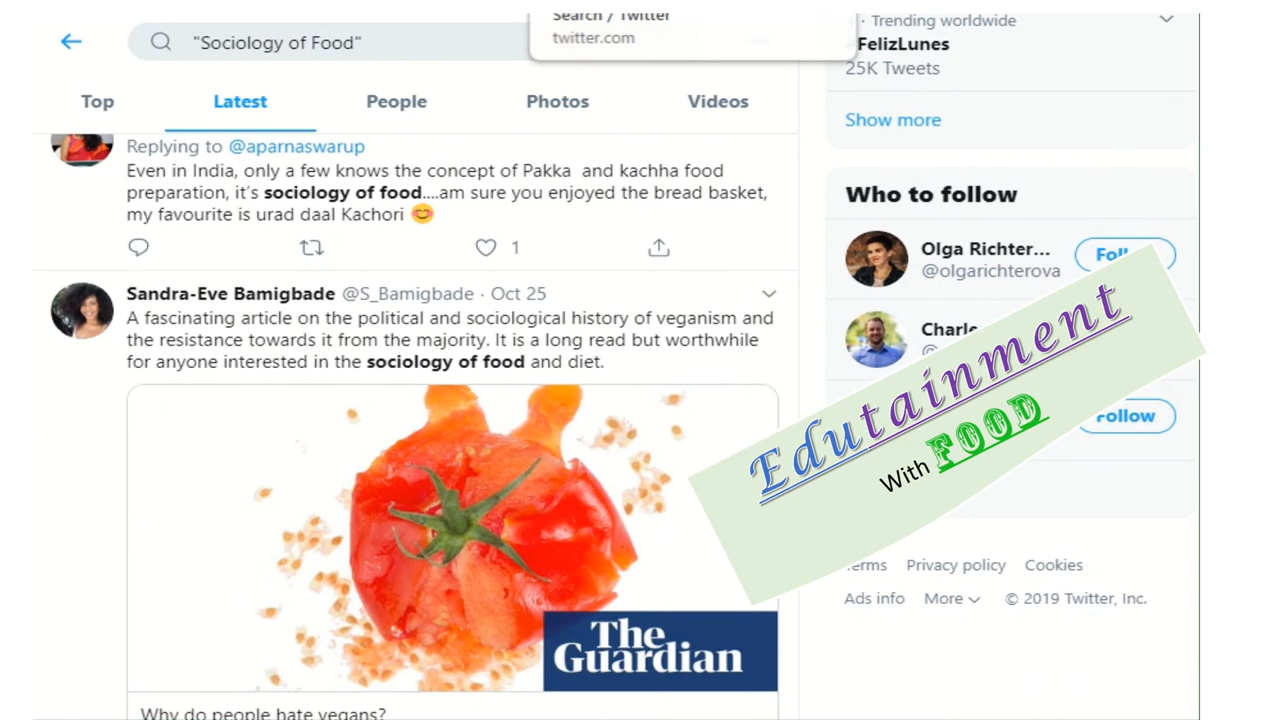 Search / Twitter
twitter.com
"Sociology of Food"
Top
Latest
People
Photos
Videos
Replying to @aparnaswarup
Even in India, only a few knows the concept of Pakka and kachha food
preparation, it's sociology of food....am sure you enjoyed the bread basket,
my favourite is urad daal Kachori 😊
1
Sandra-Eve Bamigbade @S_Bamigbade · Oct 25
A fascinating article on the political and sociological history of veganism and
the resistance towards it from the majority. It is a long read but worthwhile
for anyone interested in the sociology of food and diet.
The
Guardian
Why do people hate vegans?
· Trending worldwide
#FelizLunes
25K Tweets
Show more
Who to follow
Olga Richter...
@olgarichterova
Follow
Edutainment
With FOOD
Terms Privacy policy Cookies
Ads info More © 2019 Twitter, Inc.